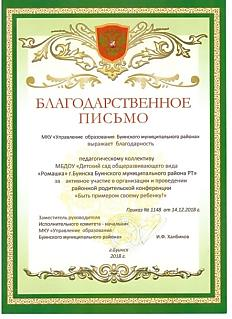 БЛАГОДАРСТВЕННОЕ
ПИСЬМО
МКУ «Управление образования Буинского муниципального района»
выражает благодарность
педагогическому коллективу
МБДОУ «Детский сад общеразвивающего вида
«Ромашка» г.Буинска Буинского муниципального района РТ»
за активное участие в организации и проведении
районной родительской конференции
«Быть примером своему ребенку!»
Приказ № 1148 от 14.12.2018 г.
Заместитель руководителя
Исполнительного комитета - начальник
МКУ «Управление образования
Буинского муниципального района» И.Ф. Ханбиков
г.Буинск
2018 г.